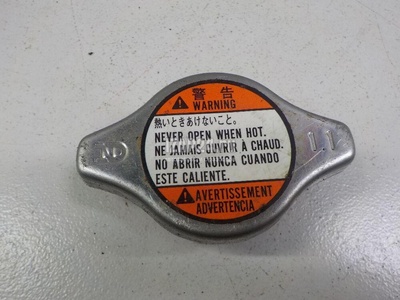 警告
WARNING
熱いときあけないこと。
NEVER OPEN WHEN HOT.
NE JAMAIS OUVRIR À CHAUD.
NO ABRIR NUNCA CUANDO
ESTE CALIENTE.
AVERTISSEMENT
ADVERTENCIA
ND
1.1